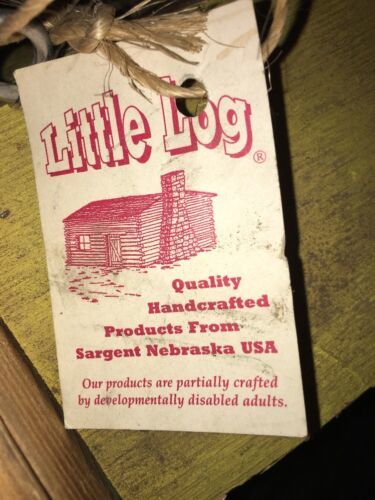 Little Log®
Quality
Handcrafted
Products From
Sargent Nebraska USA
Our products are partially crafted
by developmentally disabled adults.